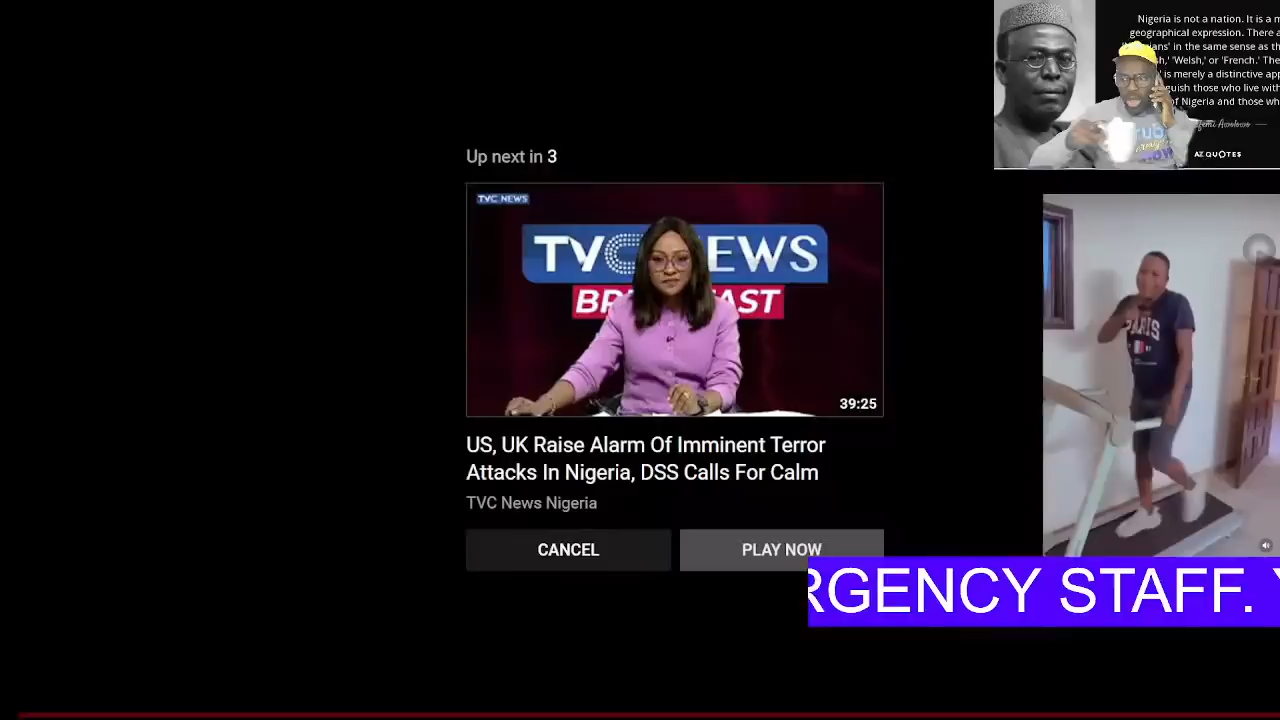 Nigeria is not a nation. It is a m
geographical expression. There a
in the same sense as th
'Welsh,' or 'French.' The
is merely a distinctive app
guish those who live with
of Nigeria and those wh
AZ QUOTES
Up next in 3
TVC NEWS
TVC NEWS
39:25
US, UK Raise Alarm Of Imminent Terror
Attacks In Nigeria, DSS Calls For Calm
TVC News Nigeria
CANCEL
PLAY NOW
PARIS
RGENCY STAFF. Y